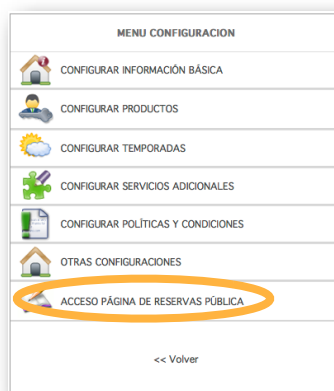 MENU CONFIGURACION
CONFIGURAR INFORMACIÓN BÁSICA
CONFIGURAR PRODUCTOS
CONFIGURAR TEMPORADAS
CONFIGURAR SERVICIOS ADICIONALES
CONFIGURAR POLÍTICAS Y CONDICIONES
OTRAS CONFIGURACIONES
ACCESO PÁGINA DE RESERVAS PÚBLICA
<< Volver